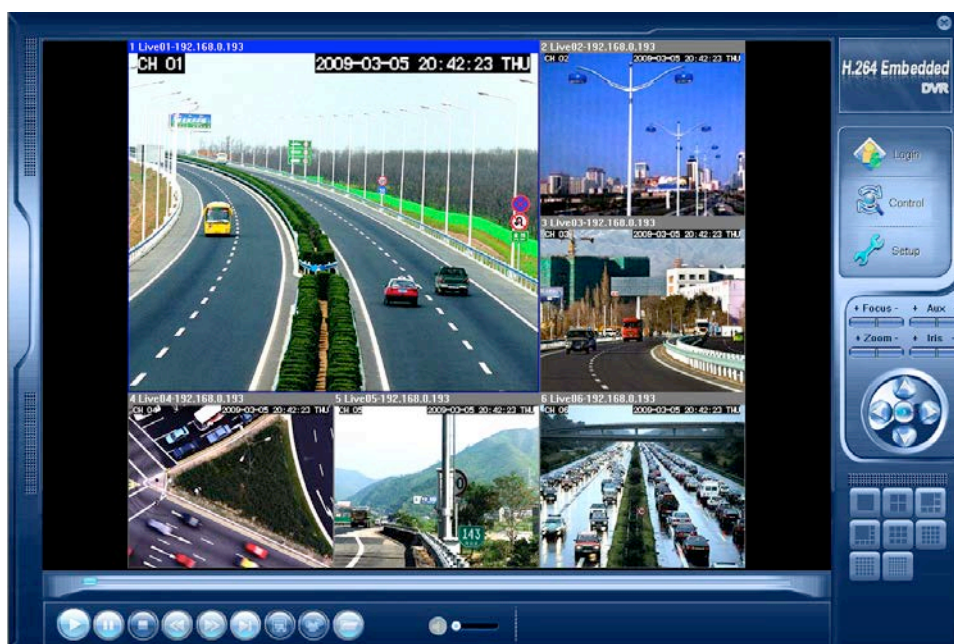 1 Live01-192.168.0.193
CH 01 2009-03-05 20:42:23 THU
2 Live02-192.168.0.193
CH 02 2009-03-05 20:42:23 THU
3 Live03-192.168.0.193
CH 03 2009-03-05 20:42:23 THU
4 Live04-192.168.0.193
CH 04 2009-03-05 20:42:23 THU
5 Live05-192.168.0.193
CH 05 2009-03-05 20:42:23 THU
143
6 Live06-192.168.0.193
CH 06 2009-03-05 20:42:23 THU
H.264 Embedded
DVR
Login
Control
Setup
+ Focus - + Aux
+ Zoom - + Iris -